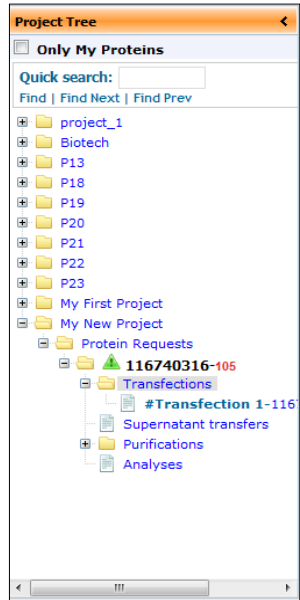 Project Tree
Only My Proteins
Quick search:
Find | Find Next | Find Prev
project_1
Biotech
P13
P18
P19
P20
P21
P22
P23
My First Project
My New Project
Protein Requests
116740316-105
Transfections
#Transfection 1-116
Supernatant transfers
Purifications
Analyses